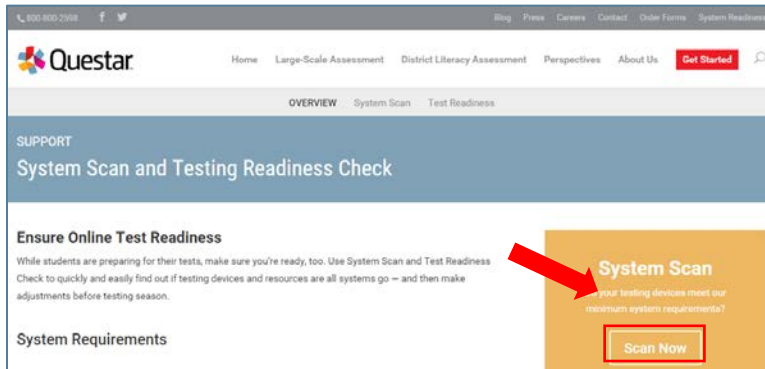 800-800-2598
Blog Press Careers Contact Order Forms System Readiness
Questar
Home Large-Scale Assessment District Literacy Assessment Perspectives About Us Get Started
OVERVIEW System Scan Test Readiness
SUPPORT
System Scan and Testing Readiness Check
Ensure Online Test Readiness
While students are preparing for their tests, make sure you're ready, too. Use System Scan and Test Readiness
Check to quickly and easily find out if testing devices and resources are all systems go — and then make
adjustments before testing season.
System Requirements
System Scan
your testing devices meet our
minimum system requirements?
Scan Now